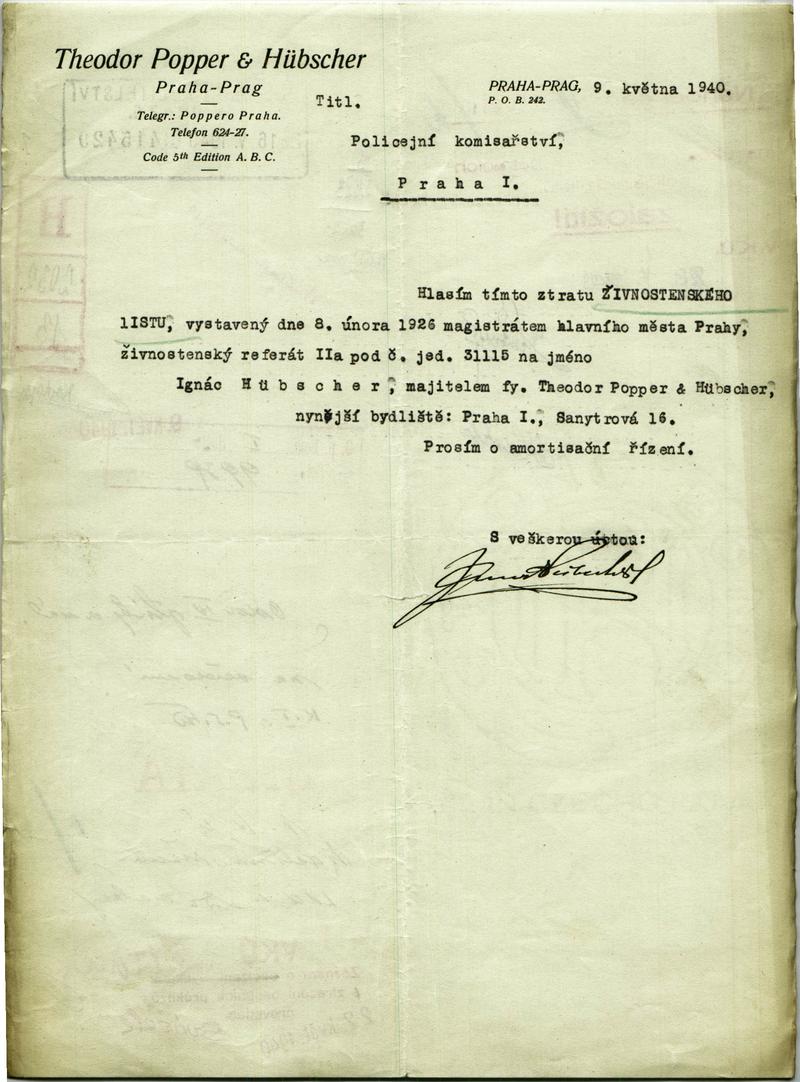 Theodor Popper & Hübscher
Praha-Prag
Telegr.: Poppero Praha.
Telefon 624-27.
Code 5th Edition A. B. C.
PRAHA-PRAG, 9. května 1940.
P. O. B. 242.
Titl.
Policejní komisařství,
Praha I.
Hlasím tímto ztratu ŽIVNOSTENSKÉHO
lISTU, vystavený dne 8. února 1926 magistrátem hlavního města Prahy,
živnostenský referát IIa pod č. jed. 31115 na jméno
Ignác Hübscher, majitelem fy. Theodor Popper & Hübscher,
nynější bydliště: Praha I., Sanytrová 16.
Prosím o amortisační řízení.
S veškerou úctou: